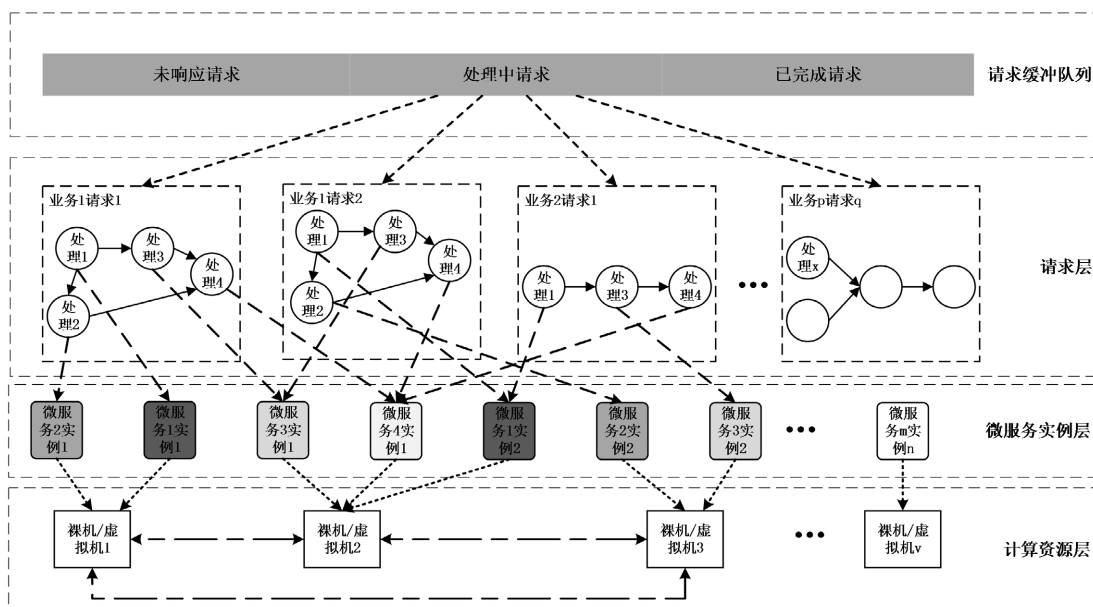 未响应请求
处理中请求
已完成请求
请求缓冲队列
业务1请求1
处
理1
处
理3
处
理4
处
理2
业务1请求2
处
理1
处
理3
处
理4
处
理2
业务2请求1
处
理1
处
理3
处
理4
•••
业务p请求q
处
理x
请求层
微服
务2实
例1
微服
务1实
例1
微服
务3实
例1
微服
务4实
例1
微服
务1实
例2
微服
务2实
例2
微服
务3实
例2
•••
微服
务m实
例n
微服务实例层
裸机/虚
拟机1
裸机/虚
拟机2
裸机/虚
拟机3
•••
裸机/虚
拟机v
计算资源层